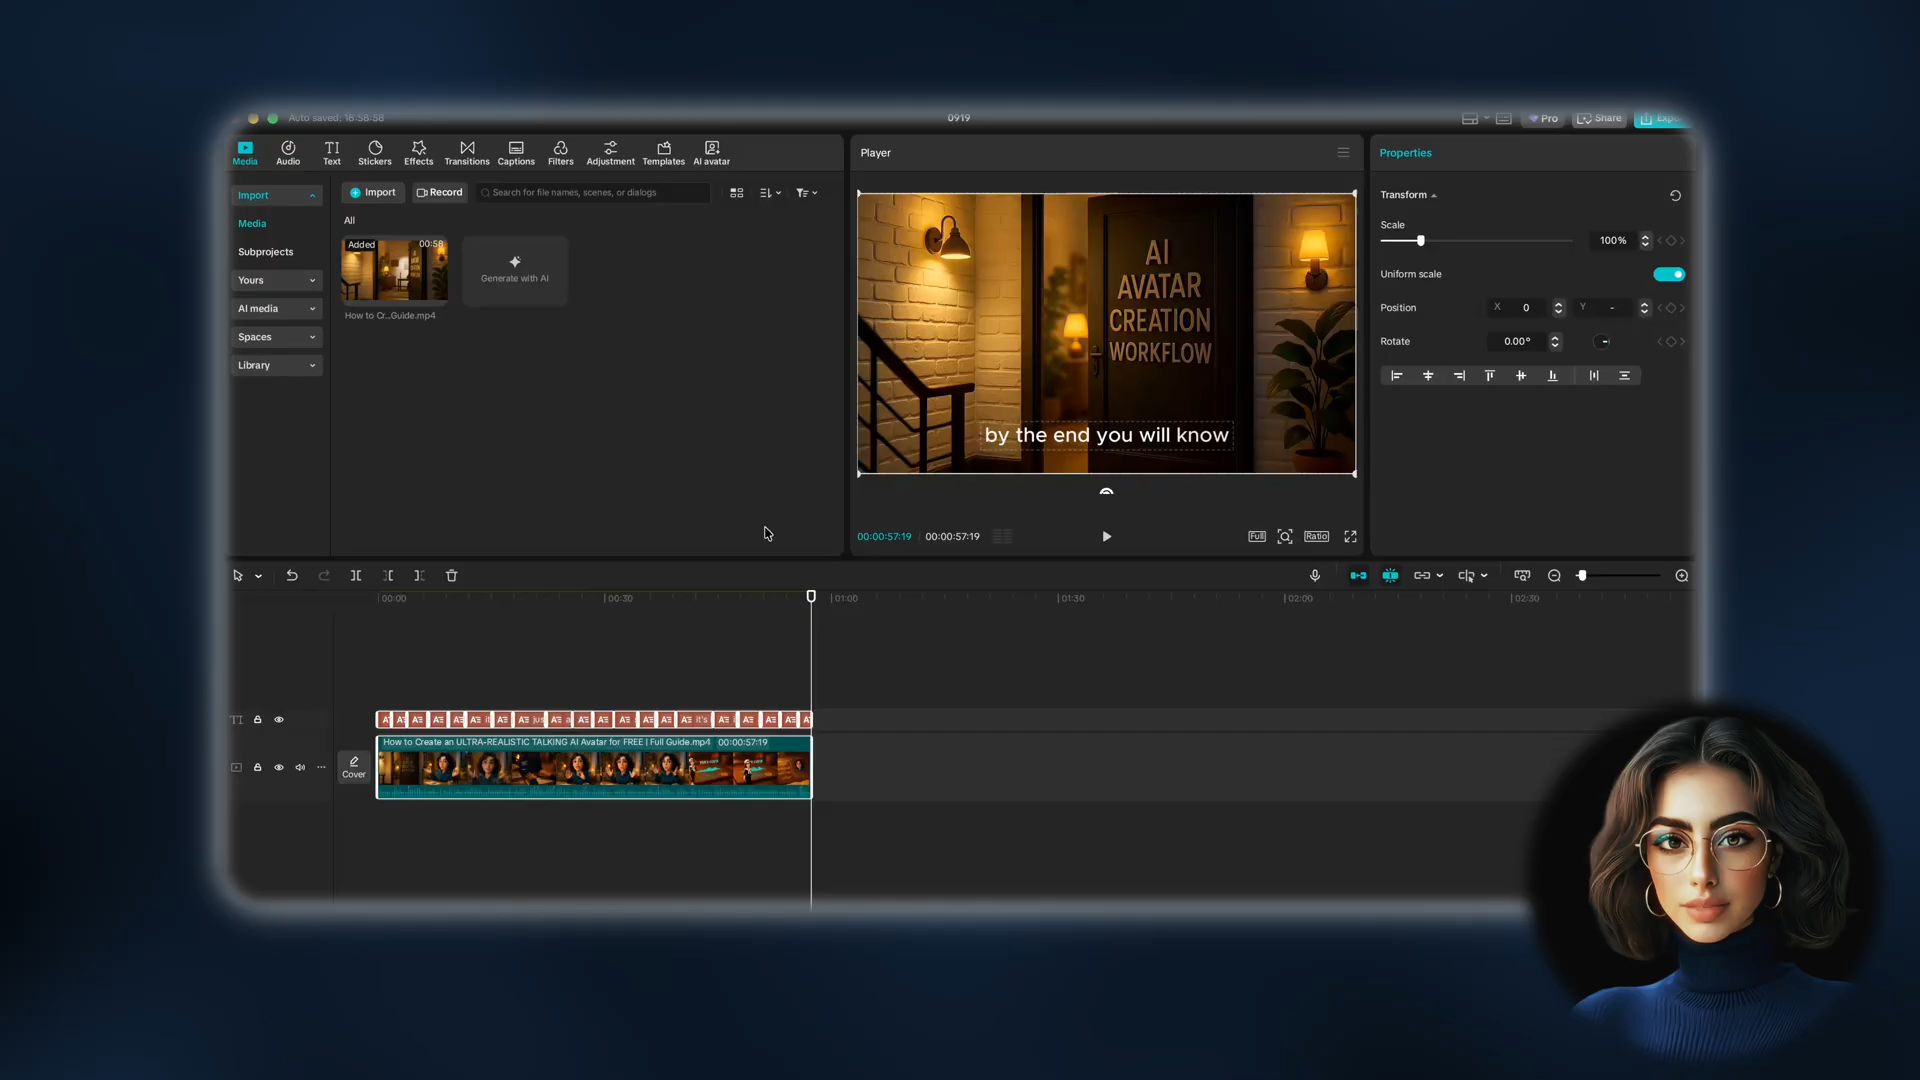 Auto saved: 18:58:58
0919
Pro
Share
Media
Audio
Text
Stickers
Effects
Transitions
Captions
Filters
Adjustment
Templates
AI avatar
Import
Media
Subprojects
Yours
AI media
Spaces
Library
Import
Record
Search for file names, scenes, or dialogs
All
Added
00:58
How to Cr...Guide.mp4
Generate with AI
Player
AI
AVATAR
CREATION
WORKFLOW
by the end you will know
00:00:57:19 / 00:00:57:19
Full
Ratio
Properties
Transform
Scale
100%
Uniform scale
Position
X 0
Y -
Rotate
0.00°
00:00
00:30
01:00
01:30
02:00
02:30
Cover
How to Create an ULTRA-REALISTIC TALKING AI Avatar for FREE | Full Guide.mp4 00:00:57:19